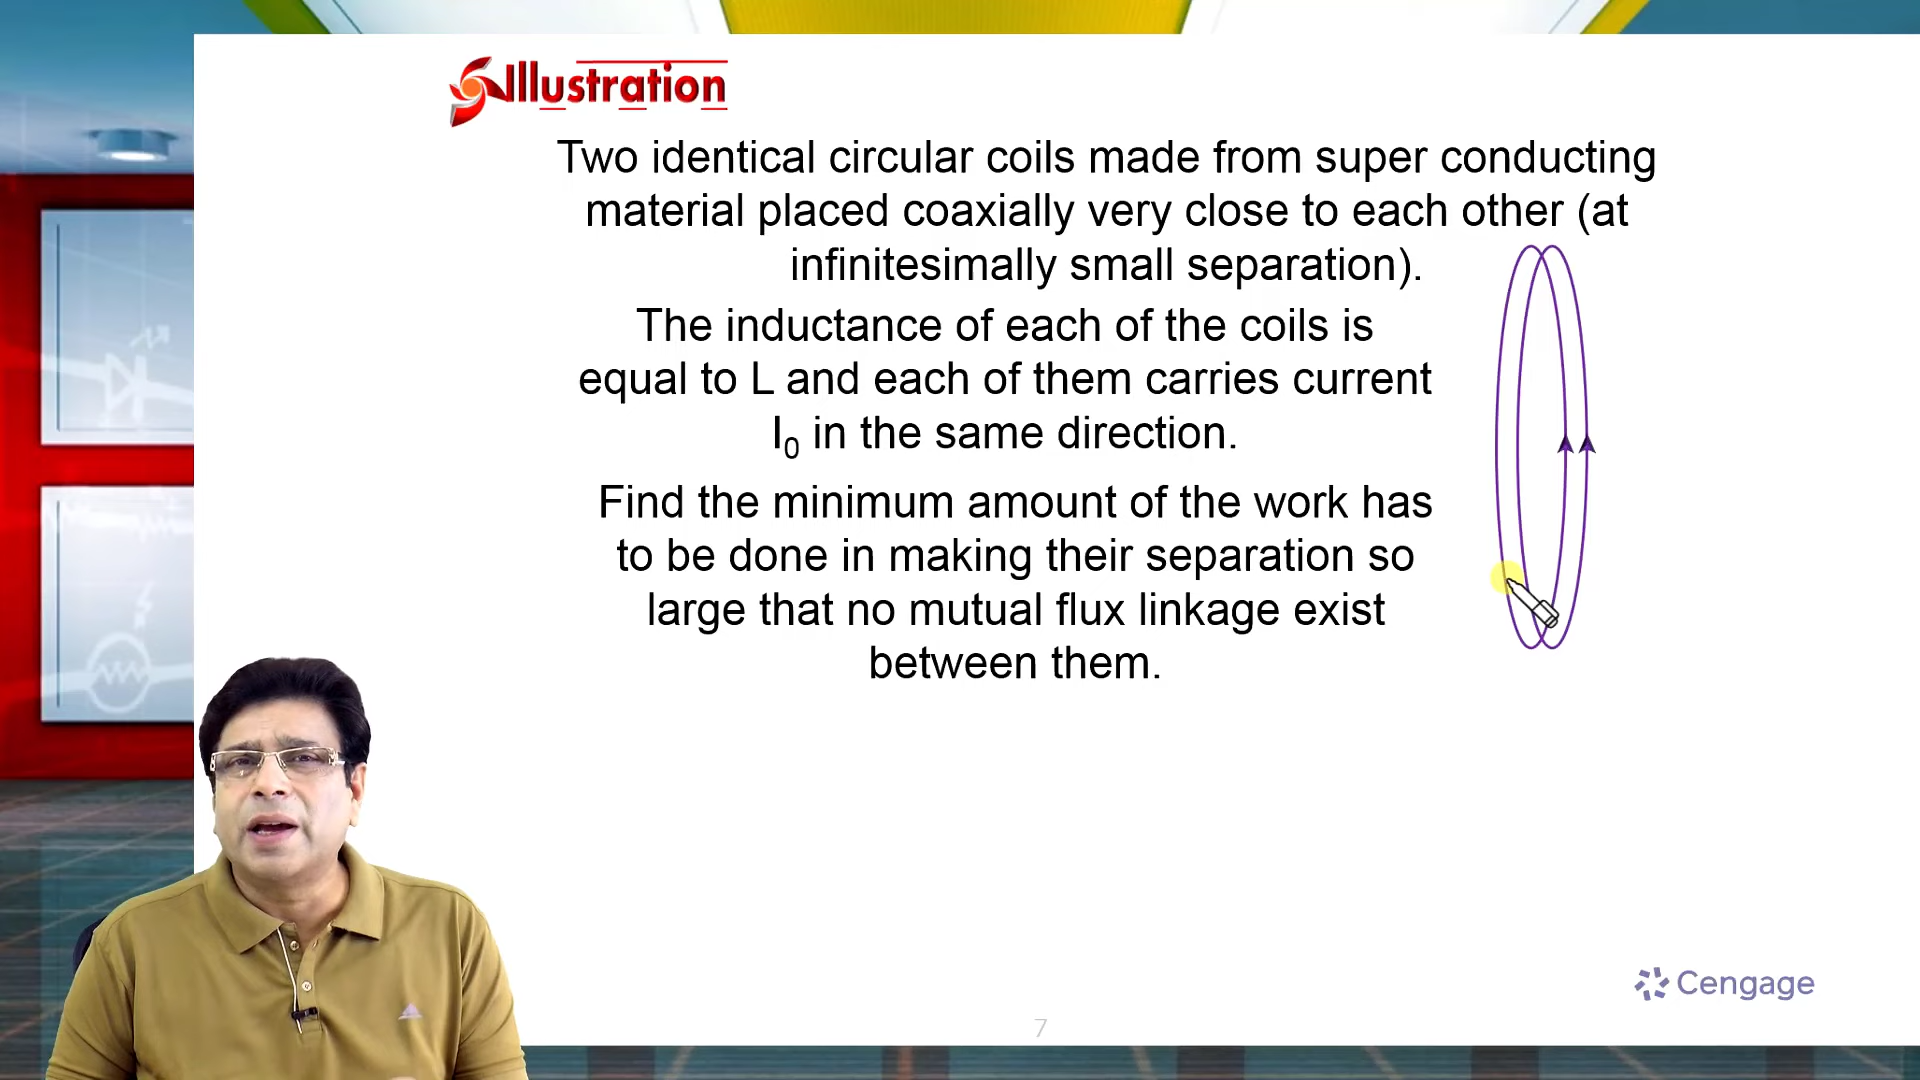 Illustration
Two identical circular coils made from super conducting
material placed coaxially very close to each other (at
infinitesimally small separation).
The inductance of each of the coils is
equal to L and each of them carries current
I₀ in the same direction.
Find the minimum amount of the work has
to be done in making their separation so
large that no mutual flux linkage exist
between them.
Cengage
7